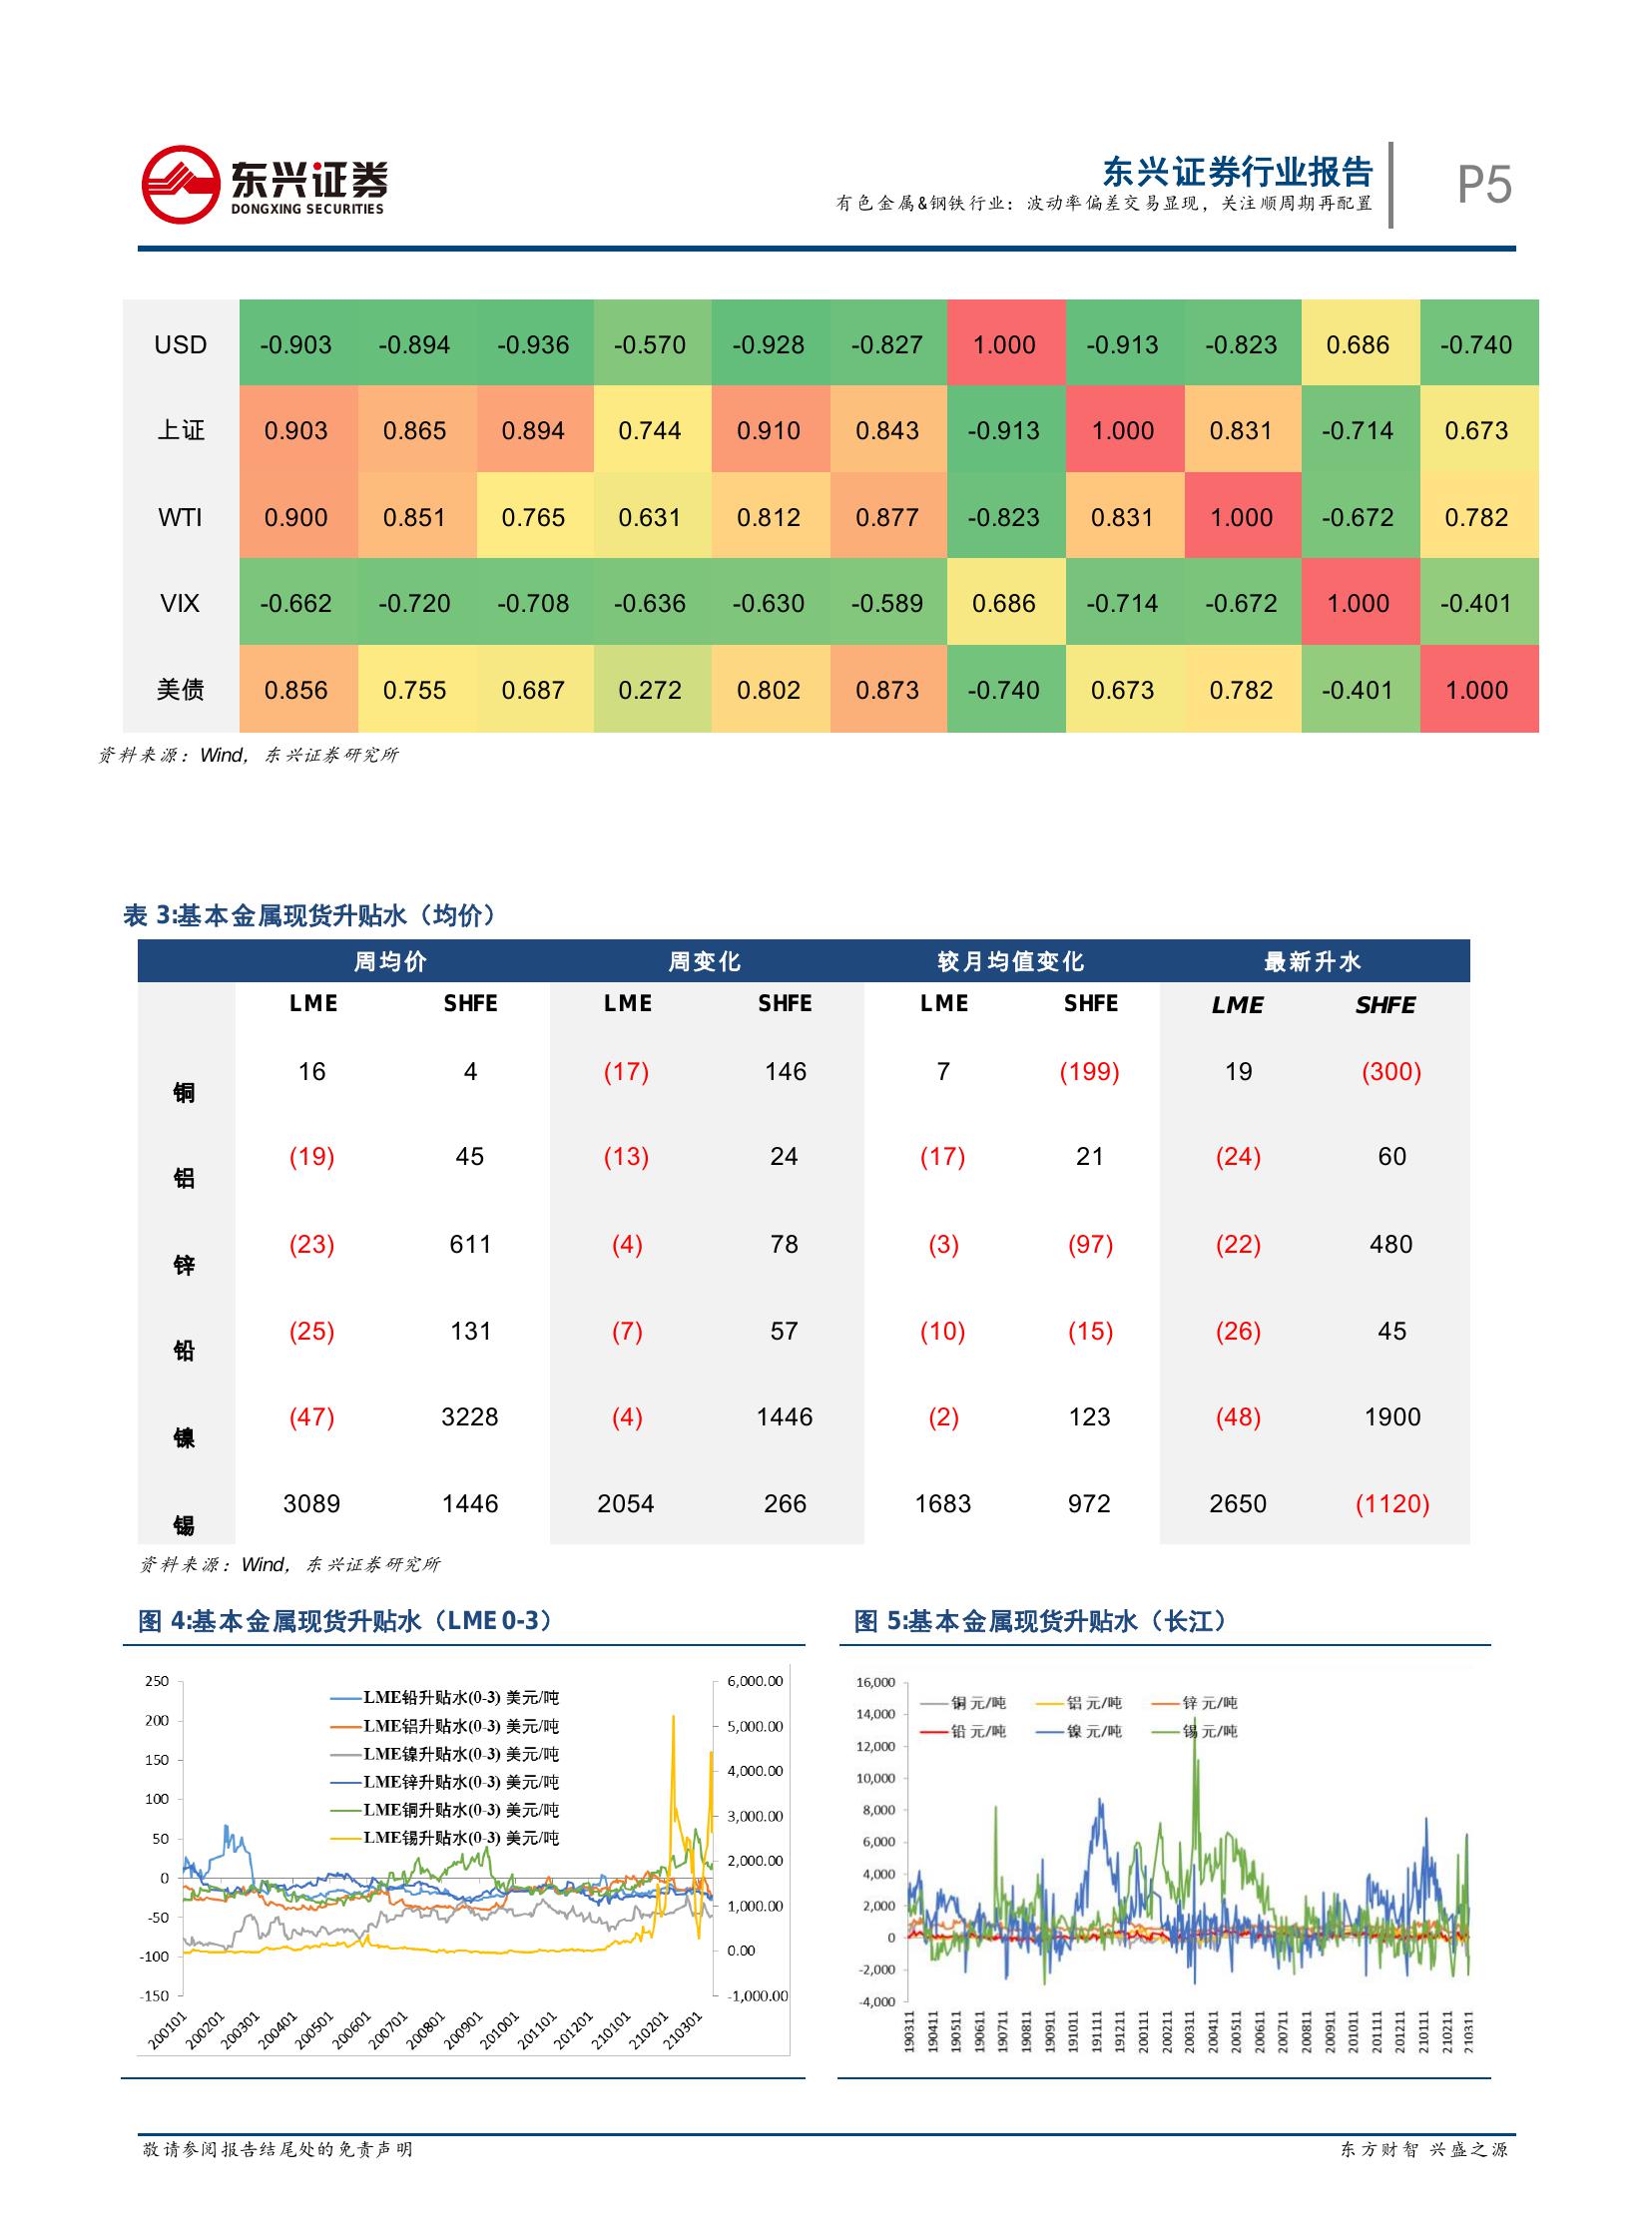 东兴证券
DONGXING SECURITIES
东兴证券行业报告
有色金属&钢铁行业：波动率偏差交易显现，关注顺周期再配置
P5
USD -0.903 -0.894 -0.936 -0.570 -0.928 -0.827 1.000 -0.913 -0.823 0.686 -0.740
上证 0.903 0.865 0.894 0.744 0.910 0.843 -0.913 1.000 0.831 -0.714 0.673
WTI 0.900 0.851 0.765 0.631 0.812 0.877 -0.823 0.831 1.000 -0.672 0.782
VIX -0.662 -0.720 -0.708 -0.636 -0.630 -0.589 0.686 -0.714 -0.672 1.000 -0.401
美债 0.856 0.755 0.687 0.272 0.802 0.873 -0.740 0.673 0.782 -0.401 1.000
资料来源：Wind，东兴证券研究所
表 3:基本金属现货升贴水（均价）
周均价 周变化 较月均值变化 最新升水
LME SHFE LME SHFE LME SHFE LME SHFE
铜 16 4 (17) 146 7 (199) 19 (300)
铝 (19) 45 (13) 24 (17) 21 (24) 60
锌 (23) 611 (4) 78 (3) (97) (22) 480
铅 (25) 131 (7) 57 (10) (15) (26) 45
镍 (47) 3228 (4) 1446 (2) 123 (48) 1900
锡 3089 1446 2054 266 1683 972 2650 (1120)
资料来源：Wind，东兴证券研究所
图 4:基本金属现货升贴水（LME 0-3）
250
200
150
100
50
0
-50
-100
-150
LME铅升贴水(0-3) 美元/吨
LME铝升贴水(0-3) 美元/吨
LME镍升贴水(0-3) 美元/吨
LME锌升贴水(0-3) 美元/吨
LME铜升贴水(0-3) 美元/吨
LME锡升贴水(0-3) 美元/吨
6,000.00
5,000.00
4,000.00
3,000.00
2,000.00
1,000.00
0.00
-1,000.00
200101 200201 200301 200401 200501 200601 200701 200801 200901 201001 201101 201201 210101 210201 210301
图 5:基本金属现货升贴水（长江）
16,000
14,000
12,000
10,000
8,000
6,000
4,000
2,000
0
-2,000
-4,000
铜 元/吨 铝 元/吨 锌 元/吨
铅 元/吨 镍 元/吨 锡 元/吨
190311 190411 190511 190611 190711 190811 190911 191011 191111 191211 200111 200211 200311 200411 200511 200611 200711 200811 200911 201011 201111 201211 210111 210211 210311
敬请参阅报告结尾处的免责声明
东方财智 兴盛之源